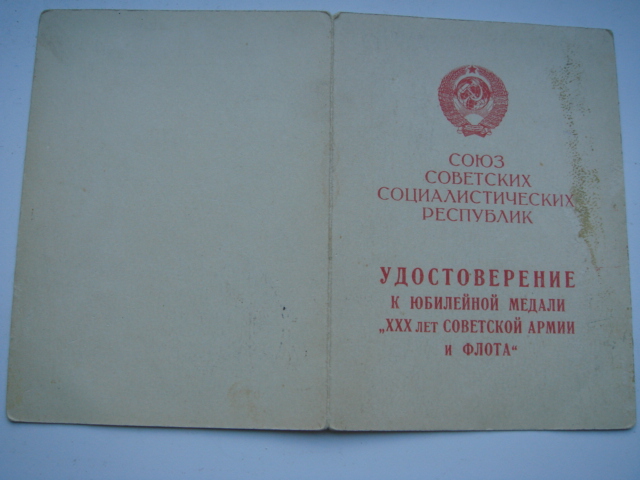 СОЮЗ
СОВЕТСКИХ
СОЦИАЛИСТИЧЕСКИХ
РЕСПУБЛИК
УДОСТОВЕРЕНИЕ
К ЮБИЛЕЙНОЙ МЕДАЛИ
„XXX ЛЕТ СОВЕТСКОЙ АРМИИ
И ФЛОТА“